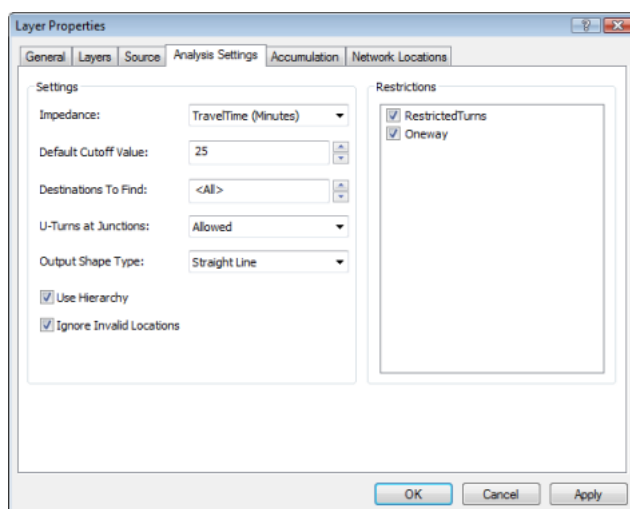 Layer Properties
General Layers Source Analysis Settings Accumulation Network Locations
Settings
Impedance: TravelTime (Minutes)
Default Cutoff Value: 25
Destinations To Find: <All>
U-Turns at Junctions: Allowed
Output Shape Type: Straight Line
Use Hierarchy
Ignore Invalid Locations
Restrictions
RestrictedTurns
Oneway
OK Cancel Apply